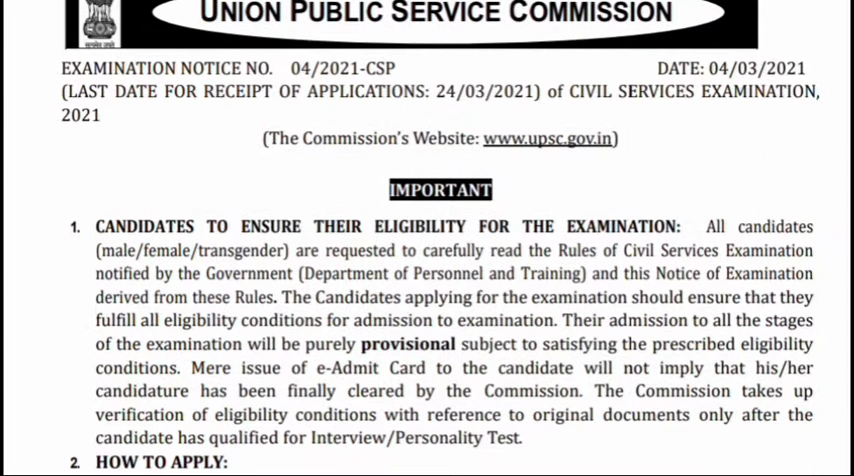 UNION PUBLIC SERVICE COMMISSION
सत्यमेव जयते
EXAMINATION NOTICE NO. 04/2021-CSP DATE: 04/03/2021
(LAST DATE FOR RECEIPT OF APPLICATIONS: 24/03/2021) of CIVIL SERVICES EXAMINATION,
2021
(The Commission's Website: www.upsc.gov.in)
IMPORTANT
1. CANDIDATES TO ENSURE THEIR ELIGIBILITY FOR THE EXAMINATION: All candidates
(male/female/transgender) are requested to carefully read the Rules of Civil Services Examination
notified by the Government (Department of Personnel and Training) and this Notice of Examination
derived from these Rules. The Candidates applying for the examination should ensure that they
fulfill all eligibility conditions for admission to examination. Their admission to all the stages
of the examination will be purely provisional subject to satisfying the prescribed eligibility
conditions. Mere issue of e-Admit Card to the candidate will not imply that his/her
candidature has been finally cleared by the Commission. The Commission takes up
verification of eligibility conditions with reference to original documents only after the
candidate has qualified for Interview/Personality Test.
2. HOW TO APPLY: